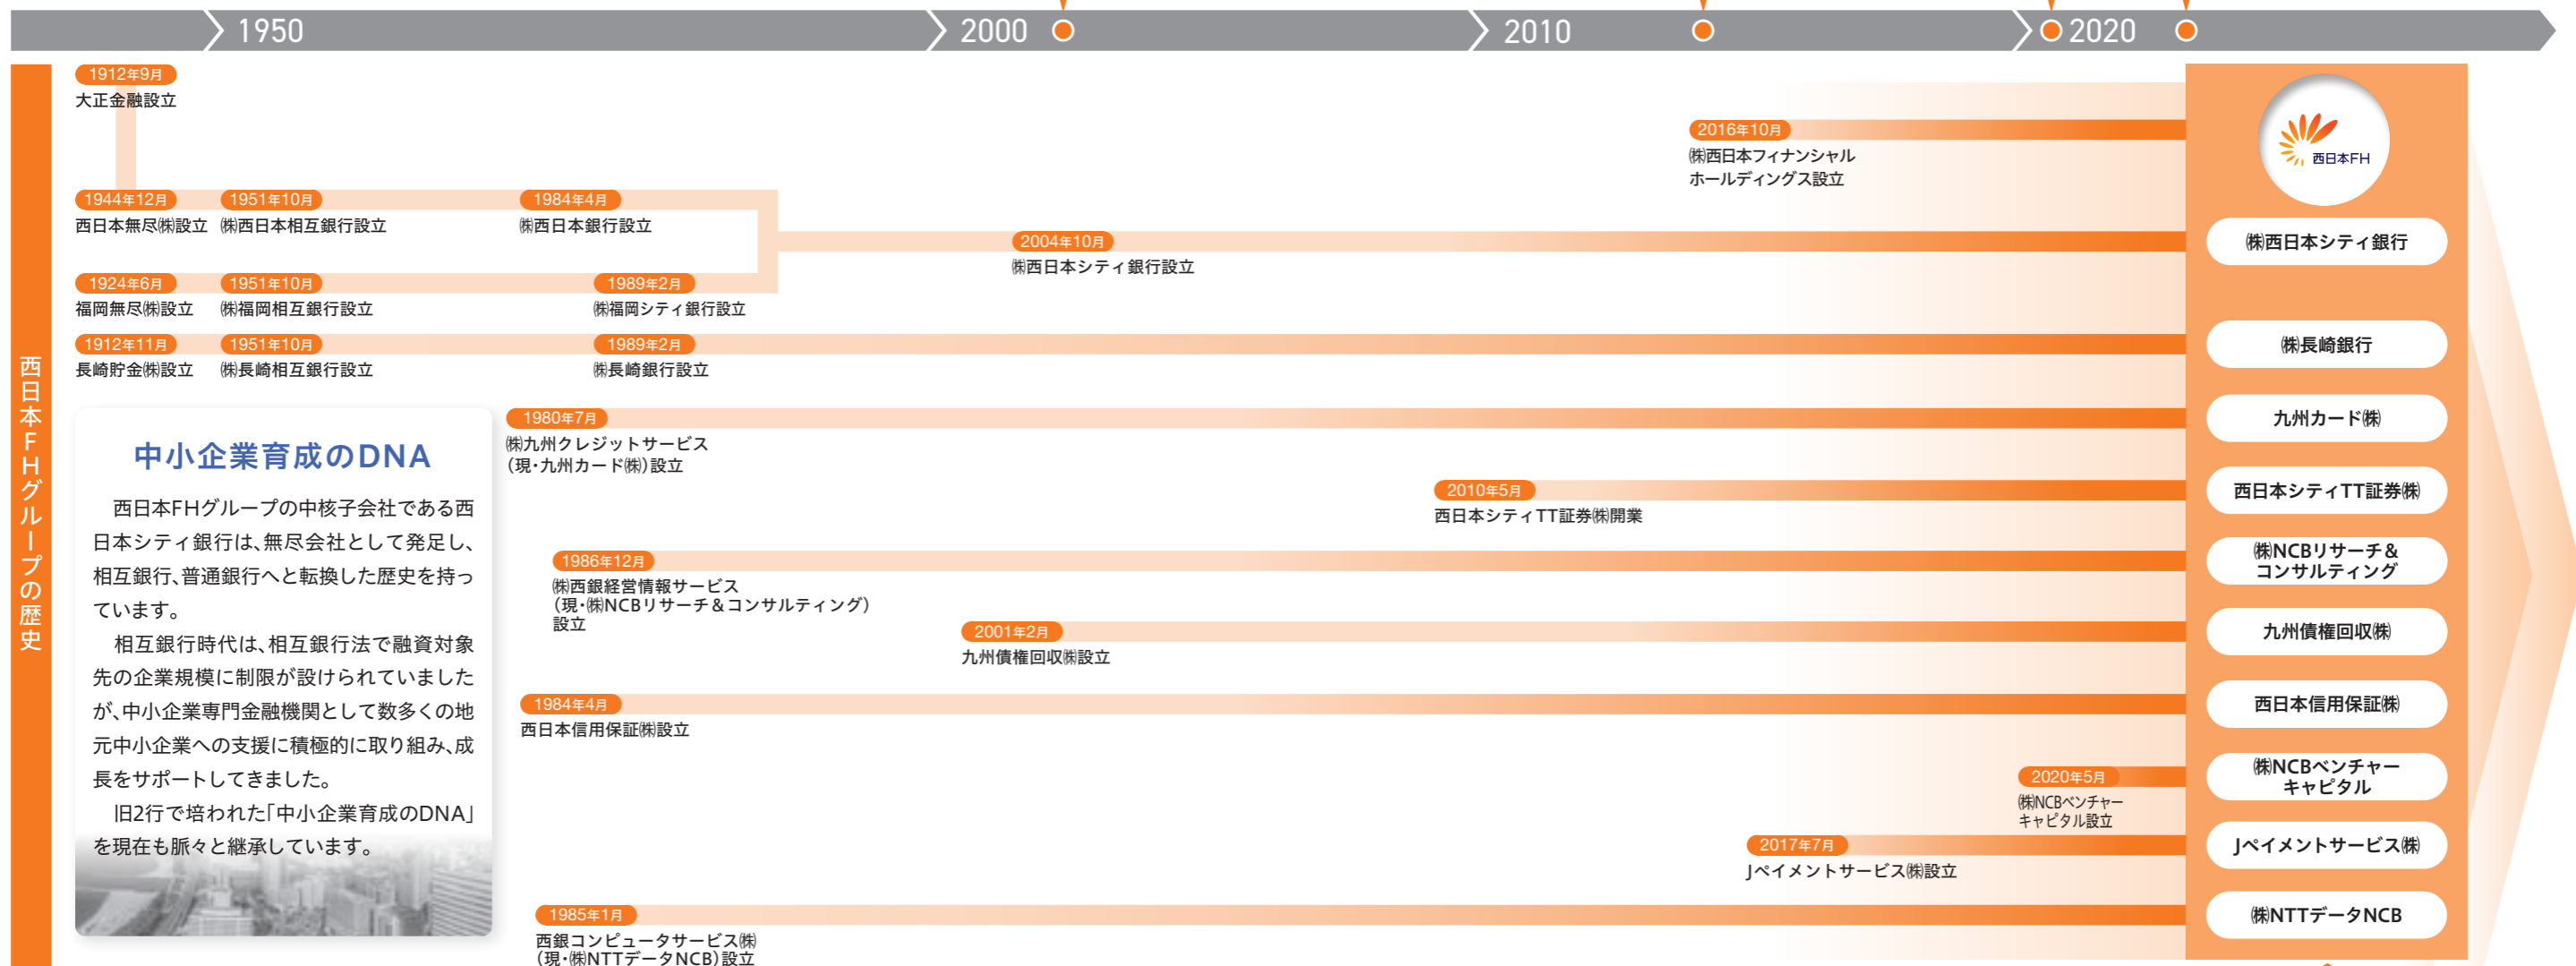 1950
2000
2010
2020
西日本FHグループの歴史
1912年9月
大正金融設立
2016年10月
㈱西日本フィナンシャル
ホールディングス設立
西日本FH
1944年12月
西日本無尽㈱設立
1951年10月
㈱西日本相互銀行設立
1984年4月
㈱西日本銀行設立
2004年10月
㈱西日本シティ銀行設立
㈱西日本シティ銀行
1924年6月
福岡無尽㈱設立
1951年10月
㈱福岡相互銀行設立
1989年2月
㈱福岡シティ銀行設立
1912年11月
長崎貯金㈱設立
1951年10月
㈱長崎相互銀行設立
1989年2月
㈱長崎銀行設立
㈱長崎銀行
中小企業育成のDNA
西日本FHグループの中核子会社である西
日本シティ銀行は、無尽会社として発足し、
相互銀行、普通銀行へと転換した歴史を持っ
ています。
相互銀行時代は、相互銀行法で融資対象
先の企業規模に制限が設けられていました
が、中小企業専門金融機関として数多くの地
元中小企業への支援に積極的に取り組み、成
長をサポートしてきました。
旧2行で培われた「中小企業育成のDNA」
を現在も脈々と継承しています。
1980年7月
㈱九州クレジットサービス
（現・九州カード㈱）設立
九州カード㈱
2010年5月
西日本シティTT証券㈱開業
西日本シティTT証券㈱
1986年12月
㈱西銀経営情報サービス
（現・㈱NCBリサーチ＆コンサルティング）
設立
㈱NCBリサーチ＆
コンサルティング
2001年2月
九州債権回収㈱設立
九州債権回収㈱
1984年4月
西日本信用保証㈱設立
西日本信用保証㈱
2020年5月
㈱NCBベンチャー
キャピタル設立
㈱NCBベンチャー
キャピタル
2017年7月
Jペイメントサービス㈱設立
Jペイメントサービス㈱
1985年1月
西銀コンピュータサービス㈱
（現・㈱NTTデータNCB）設立
㈱NTTデータNCB